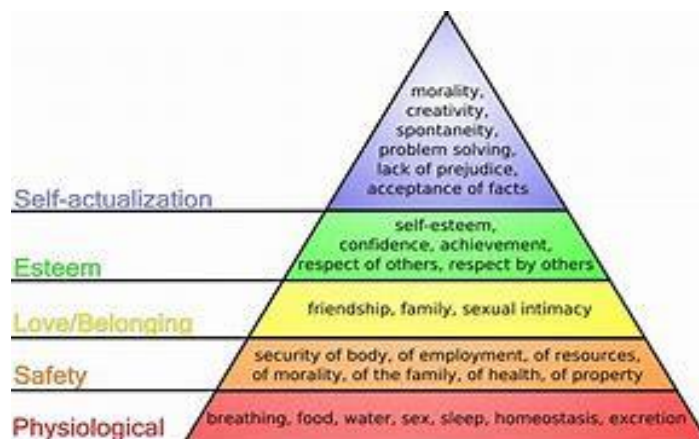 morality,
creativity,
spontaneity,
problem solving,
lack of prejudice,
acceptance of facts
Self-actualization
self-esteem,
confidence, achievement,
respect of others, respect by others
Esteem
friendship, family, sexual intimacy
Love/Belonging
security of body, of employment, of resources,
of morality, of the family, of health, of property
Safety
breathing, food, water, sex, sleep, homeostasis, excretion
Physiological